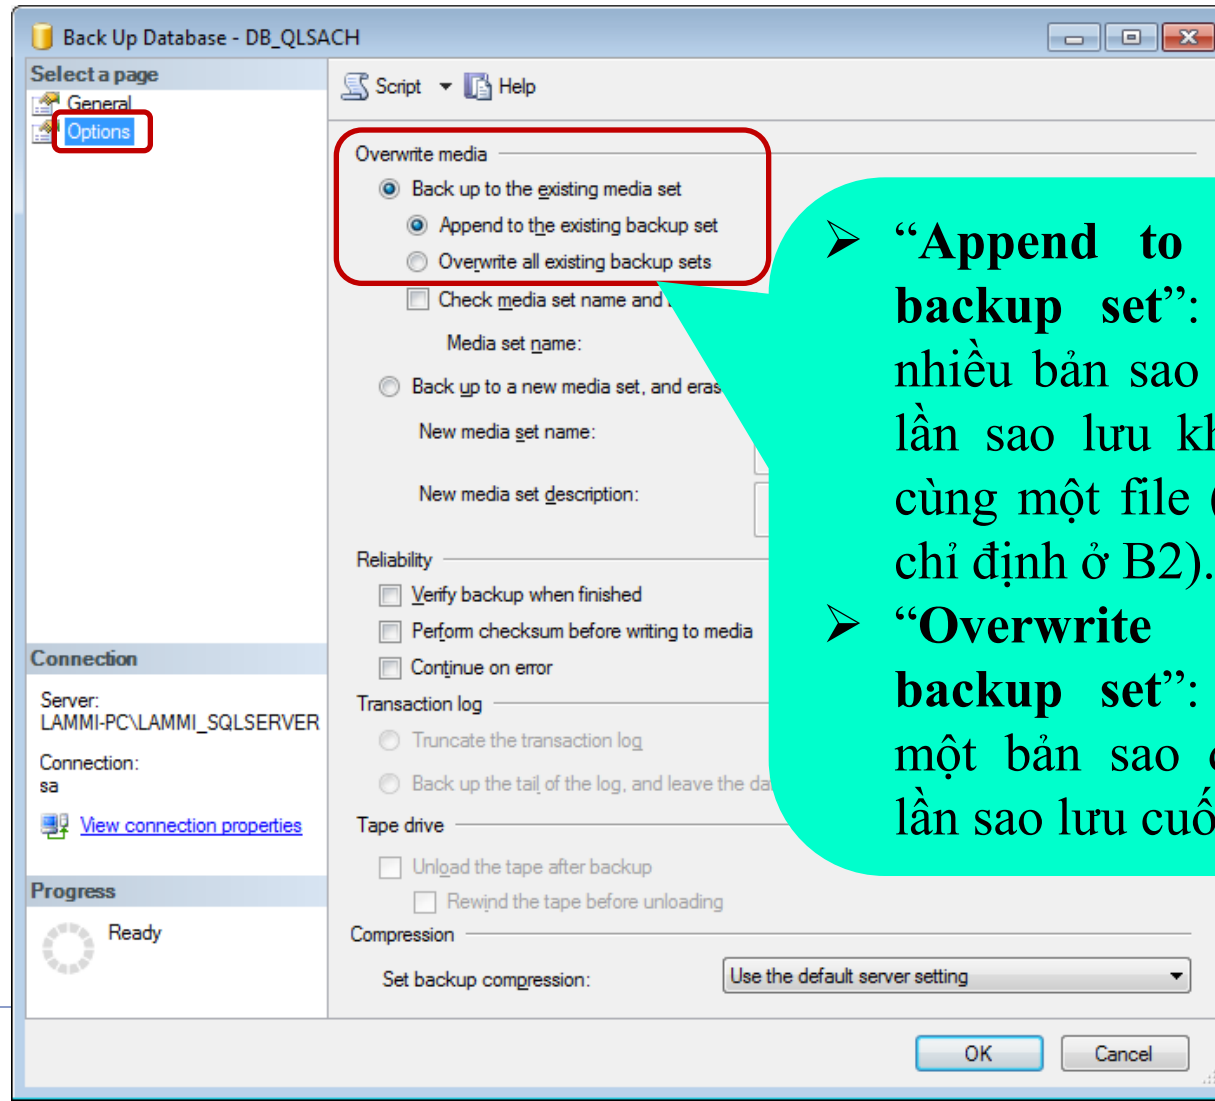 Back Up Database - DB_QLSACH
Select a page
General
Options
Script
Help
Overwrite media
Back up to the existing media set
Append to the existing backup set
Overwrite all existing backup sets
Check media set name and
Media set name:
Back up to a new media set, and
New media set name:
New media set description:
Reliability
Verify backup when finished
Perform checksum before writing to media
Continue on error
Transaction log
Truncate the transaction log
Back up the tail of the log, and leave the
Tape drive
Unload the tape after backup
Rewind the tape before unloading
Compression
Set backup compression:
Use the default server setting
“Append to
backup set”:
nhiều bản sao
lần sao lưu
cùng một file (
chỉ định ở B2).
“Overwrite
backup set”:
một bản sao
lần sao lưu
Connection
Server:
LAMMI-PC\LAMMI_SQLSERVER
Connection:
sa
View connection properties
Progress
Ready
OK
Cancel